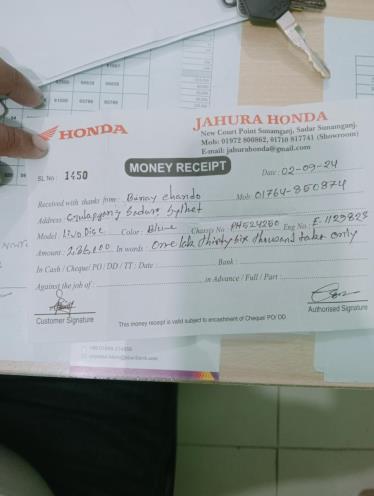 HONDA
JAHURA HONDA
New Court Point Sunamganj, Sadar Sunamganj.
Mob: 01972 800862, 01710 817741 (Showroom)
E-mail: jahurahonda@gmail.com
SL No: 1450
MONEY RECEIPT
Date: 02-09-24
Received with thanks from: Binay chando
Mob: 01764-850874
Address Sadar, Sylhet
Model Livo Disc Color: Blue Chassis No PH524250 Eng No E-1123823
Amount: 1,36,000 In words: One lak thirty six thousand taka only
In Cash / Cheque/ PO / DD / TT : Date : Bank :
Against the job of in Advance / Full / Part :
Customer Signature
Authorised Signature
This money receipt is valid subject to encashment of Cheque/ PO/ DD